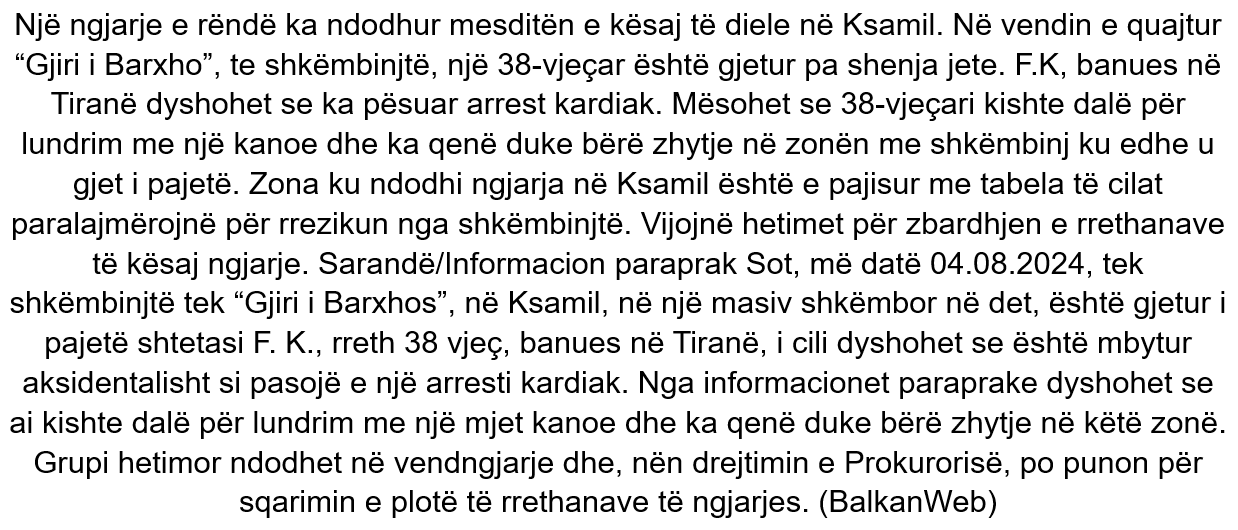 Një ngjarje e rëndë ka ndodhur mesditën e kësaj të diele në Ksamil. Në vendin e quajtur
“Gjiri i Barxho”, te shkëmbinjtë, një 38-vjeçar është gjetur pa shenja jete. F.K, banues në
Tiranë dyshohet se ka pësuar arrest kardiak. Mësohet se 38-vjeçari kishte dalë për
lundrim me një kanoe dhe ka qenë duke bërë zhytje në zonën me shkëmbinj ku edhe u
gjet i pajetë. Zona ku ndodhi ngjarja në Ksamil është e pajisur me tabela të cilat
paralajmërojnë për rrezikun nga shkëmbinjtë. Vijojnë hetimet për zbardhjen e rrethanave
të kësaj ngjarje. Sarandë/Informacion paraprak Sot, më datë 04.08.2024, tek
shkëmbinjtë tek “Gjiri i Barxhos”, në Ksamil, në një masiv shkëmbor në det, është gjetur i
pajetë shtetasi F. K., rreth 38 vjeç, banues në Tiranë, i cili dyshohet se është mbytur
aksidentalisht si pasojë e një arresti kardiak. Nga informacionet paraprake dyshohet se
ai kishte dalë për lundrim me një mjet kanoe dhe ka qenë duke bërë zhytje në këtë zonë.
Grupi hetimor ndodhet në vendngjarje dhe, nën drejtimin e Prokurorisë, po punon për
sqarimin e plotë të rrethanave të ngjarjes. (BalkanWeb)